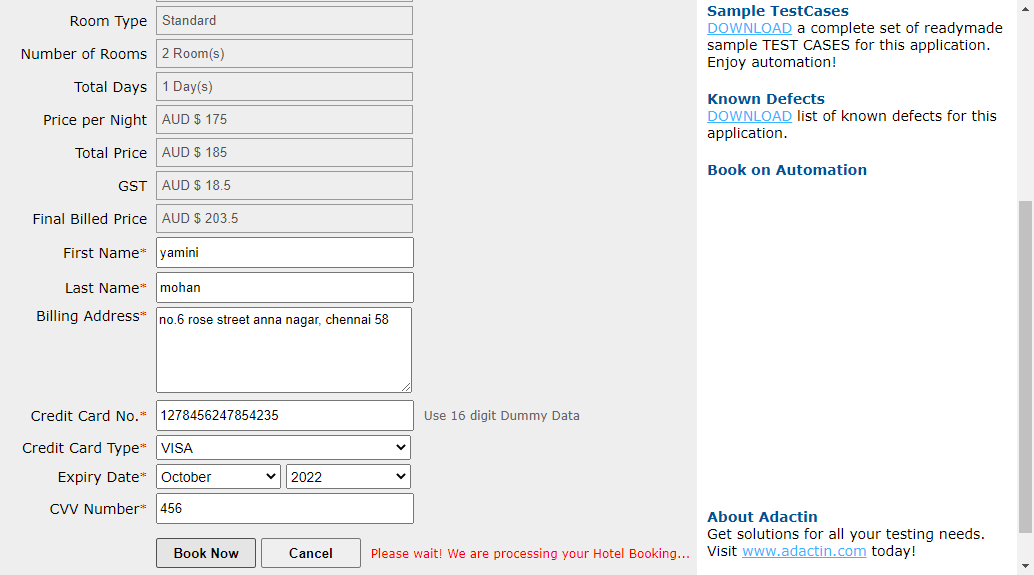 Room Type Standard
Number of Rooms 2 Room(s)
Total Days 1 Day(s)
Price per Night AUD $ 175
Total Price AUD $ 185
GST AUD $ 18.5
Final Billed Price AUD $ 203.5
First Name* yamini
Last Name* mohan
Billing Address* no.6 rose street anna nagar, chennai 58
Credit Card No.* 1278456247854235 Use 16 digit Dummy Data
Credit Card Type* VISA
Expiry Date* October 2022
CVV Number* 456
Book Now Cancel Please wait! We are processing your Hotel Booking...
Sample TestCases
DOWNLOAD a complete set of readymade
sample TEST CASES for this application.
Enjoy automation!
Known Defects
DOWNLOAD list of known defects for this
application.
Book on Automation
About Adactin
Get solutions for all your testing needs.
Visit www.adactin.com today!